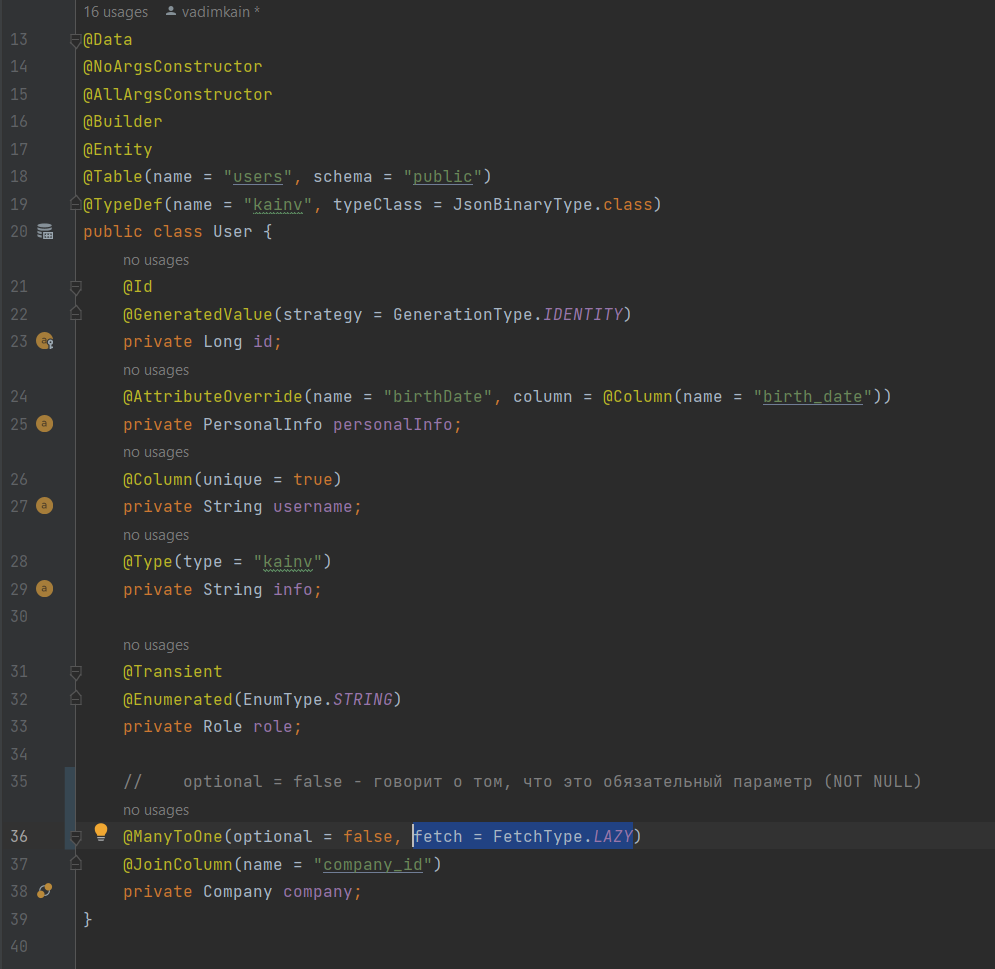 16 usages vadimkain *
13 @Data
14 @NoArgsConstructor
15 @AllArgsConstructor
16 @Builder
17 @Entity
18 @Table(name = "users", schema = "public")
19 @TypeDef(name = "kainv", typeClass = JsonBinaryType.class)
20 public class User {
no usages
21 @Id
22 @GeneratedValue(strategy = GenerationType.IDENTITY)
23 private Long id;
no usages
24 @AttributeOverride(name = "birthDate", column = @Column(name = "birth_date"))
25 private PersonalInfo personalInfo;
no usages
26 @Column(unique = true)
27 private String username;
no usages
28 @Type(type = "kainv")
29 private String info;
30
no usages
31 @Transient
32 @Enumerated(EnumType.STRING)
33 private Role role;
34
35 // optional = false - говорит о том, что это обязательный параметр (NOT NULL)
no usages
36 @ManyToOne(optional = false, fetch = FetchType.LAZY)
37 @JoinColumn(name = "company_id")
38 private Company company;
39 }
40